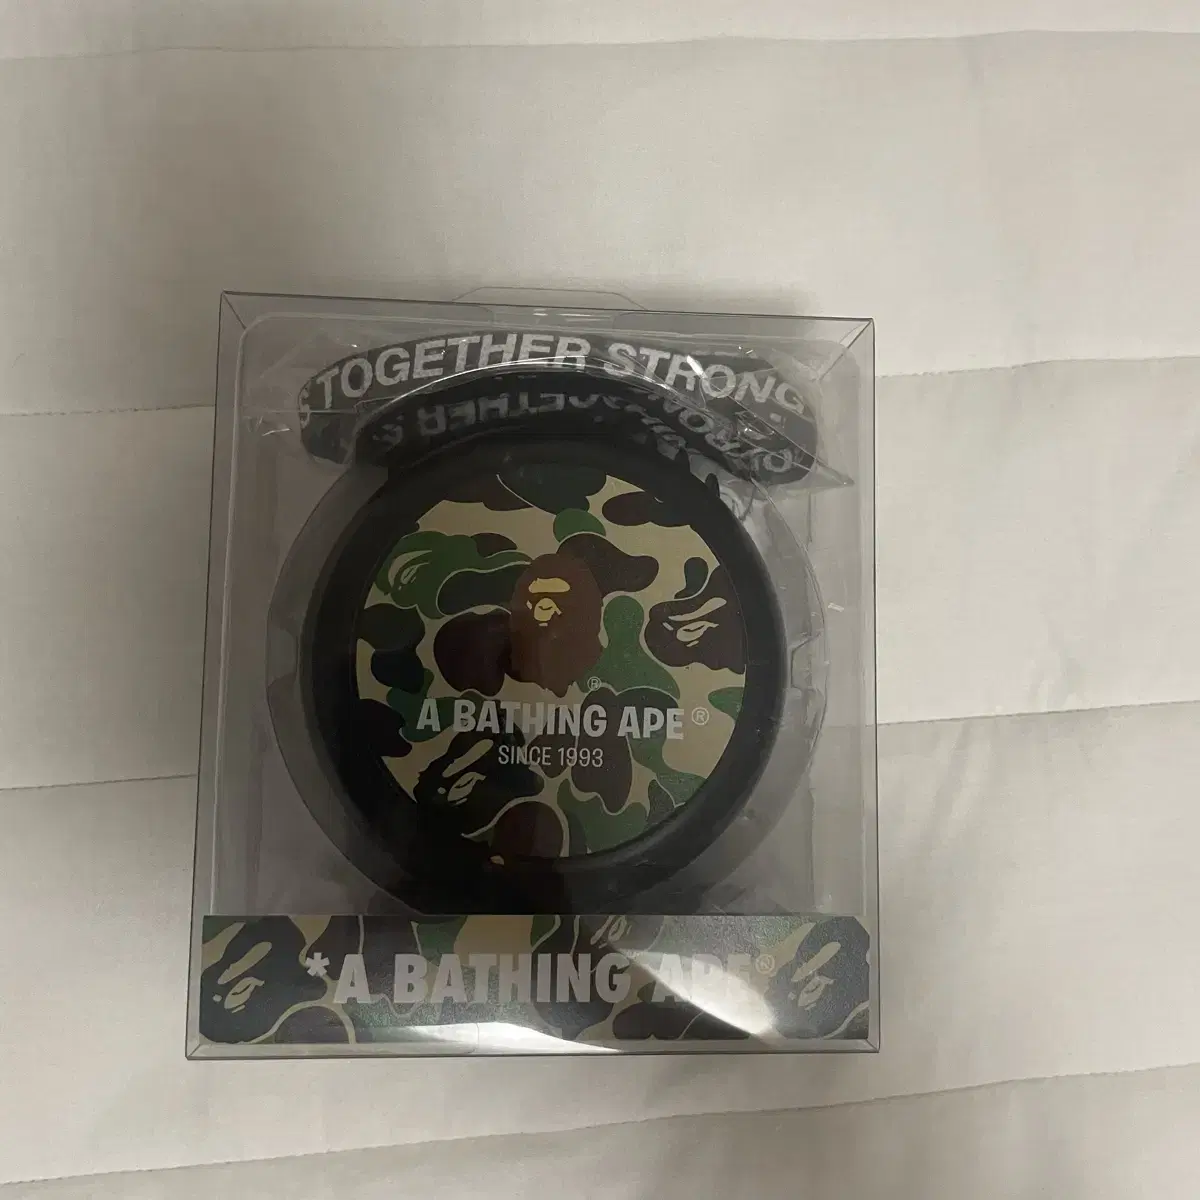 S TOGETHER STRONG
A BATHING APE®
SINCE 1993
*A BATHING APE®